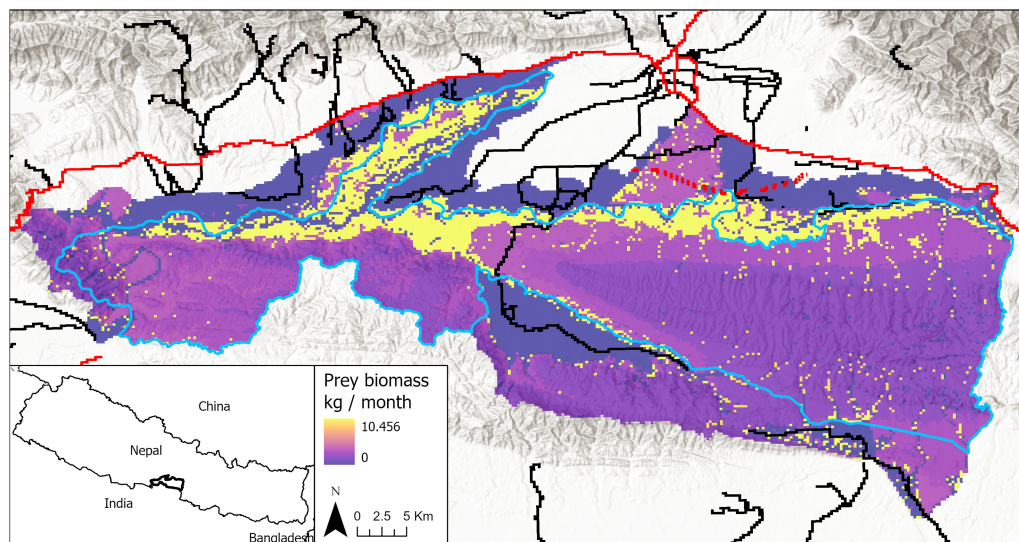 China
Nepal
India
Bangladesh
Prey biomass
kg / month
10.456
0
N
0 2.5 5 Km